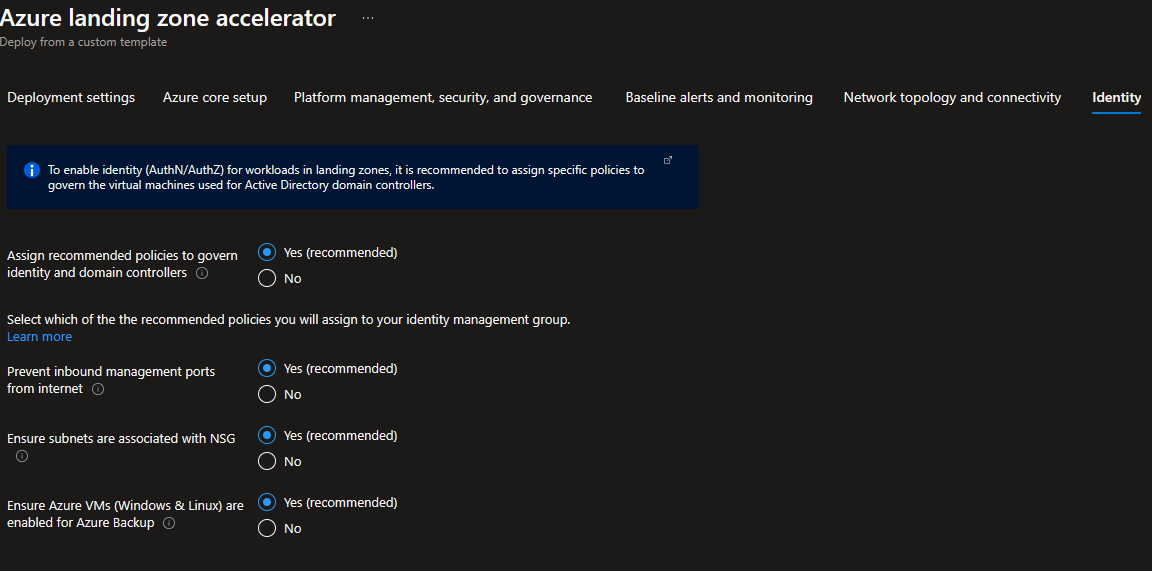 Azure landing zone accelerator ...
Deploy from a custom template
Deployment settings Azure core setup Platform management, security, and governance Baseline alerts and monitoring Network topology and connectivity Identity
To enable identity (AuthN/AuthZ) for workloads in landing zones, it is recommended to assign specific policies to
govern the virtual machines used for Active Directory domain controllers.
Assign recommended policies to govern
identity and domain controllers
Yes (recommended)
No
Select which of the the recommended policies you will assign to your identity management group.
Learn more
Prevent inbound management ports
from internet
Yes (recommended)
No
Ensure subnets are associated with NSG
Yes (recommended)
No
Ensure Azure VMs (Windows & Linux) are
enabled for Azure Backup
Yes (recommended)
No